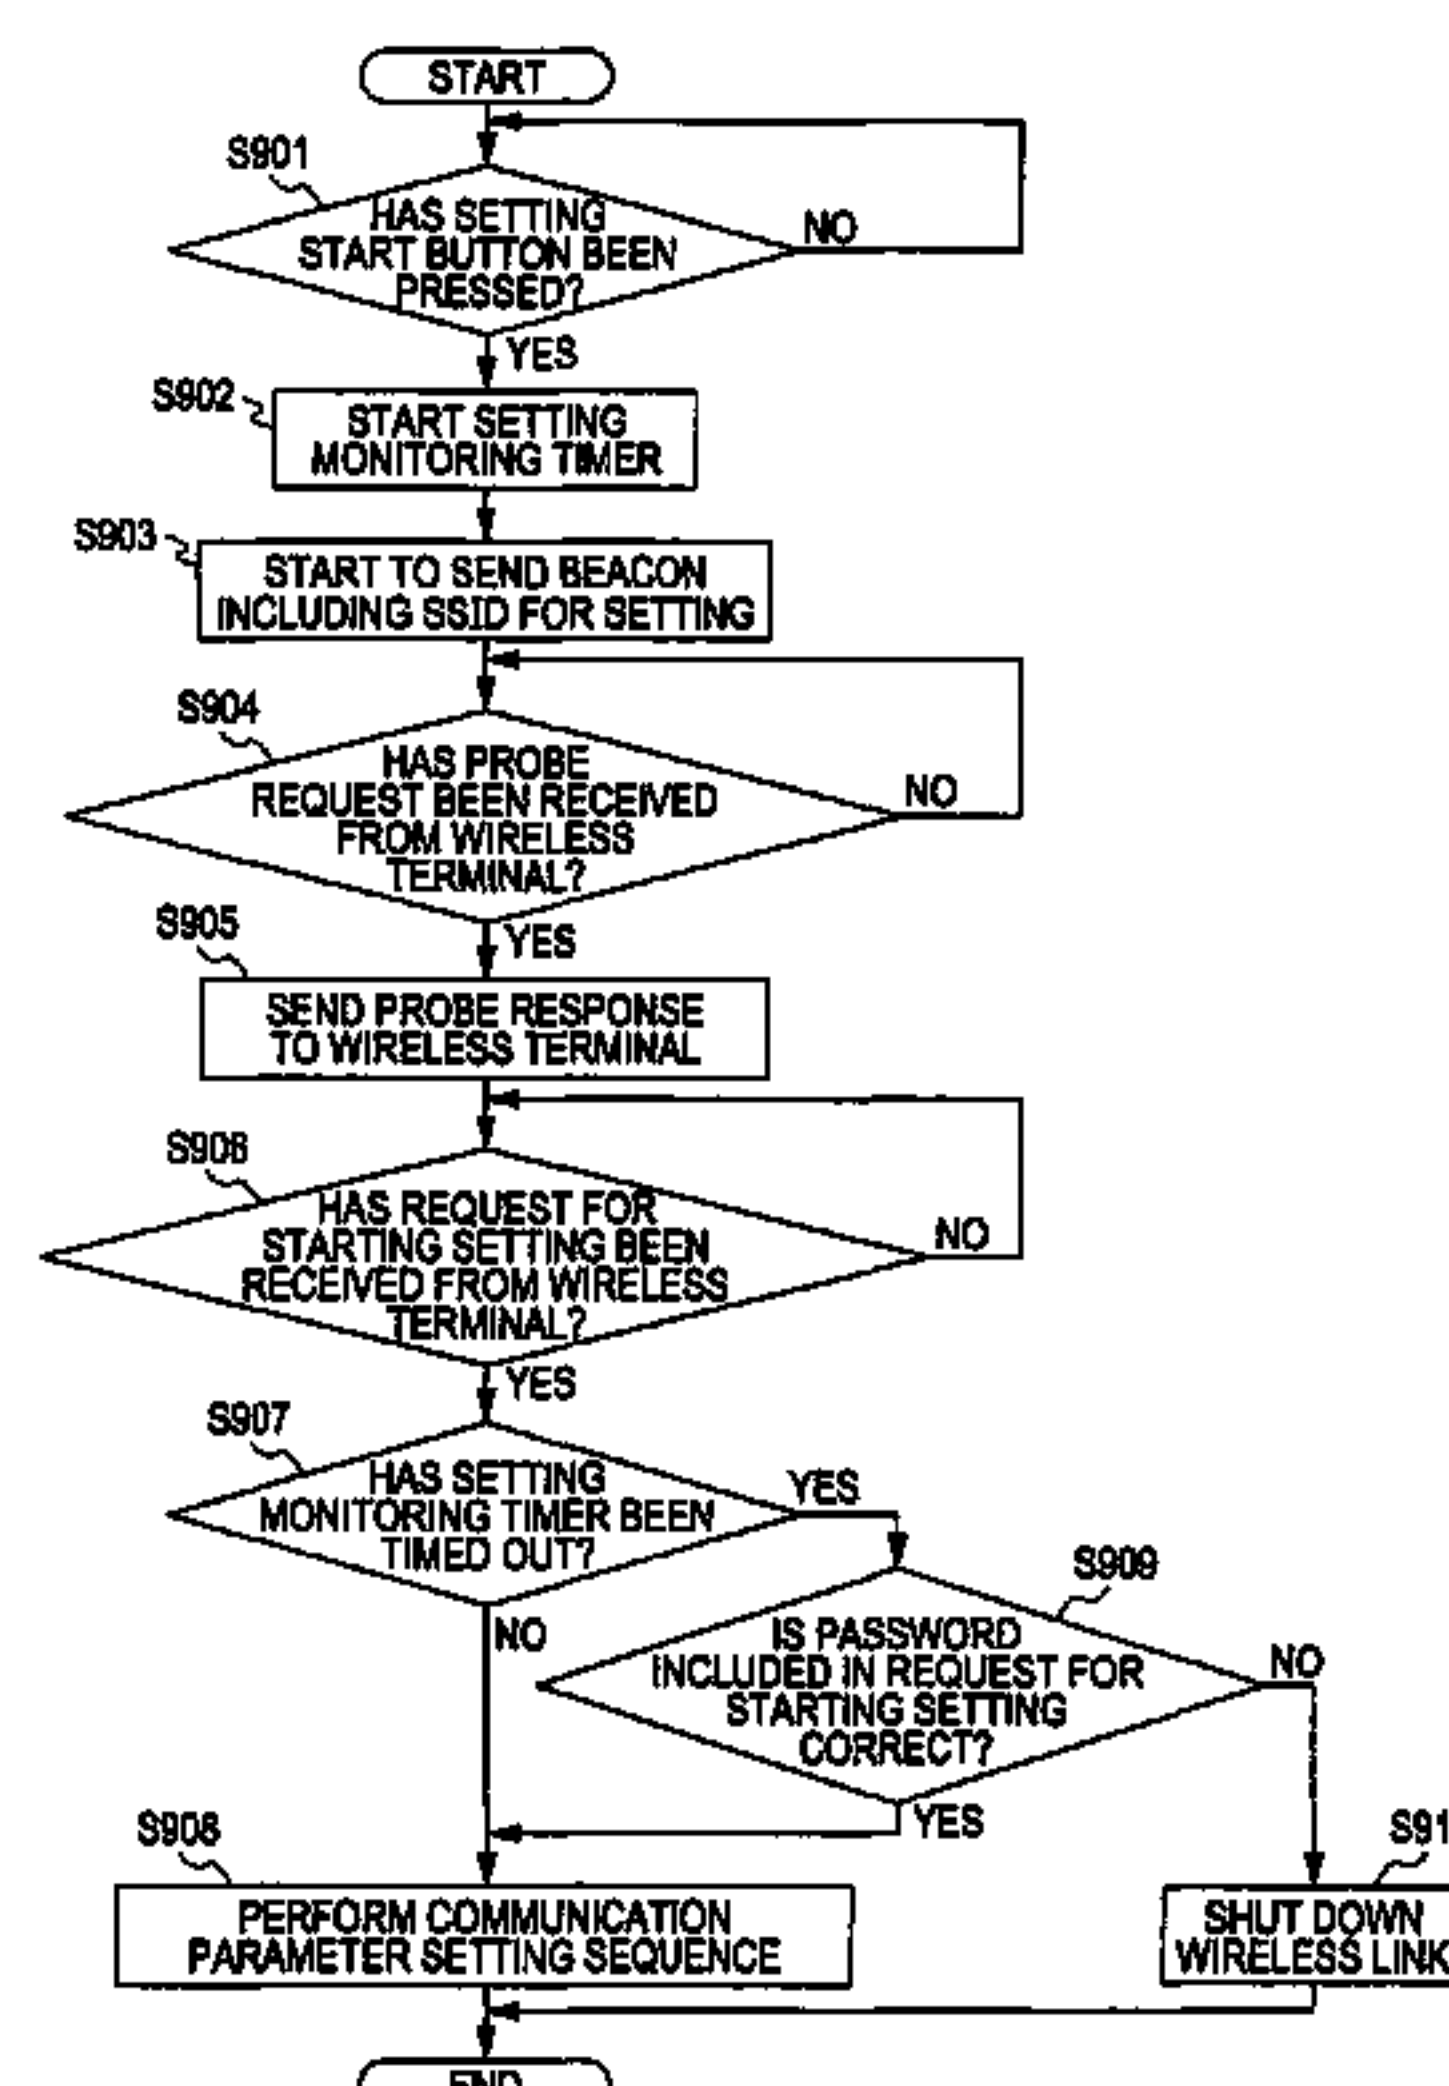 START
S901
HAS SETTING
START BUTTON BEEN
PRESSED?
NO
YES
S902
START SETTING
MONITORING TIMER
S903
START TO SEND BEACON
INCLUDING SSID FOR SETTING
S904
HAS PROBE
REQUEST BEEN RECEIVED
FROM WIRELESS
TERMINAL?
NO
YES
S905
SEND PROBE RESPONSE
TO WIRELESS TERMINAL
S906
HAS REQUEST FOR
STARTING SETTING BEEN
RECEIVED FROM WIRELESS
TERMINAL?
NO
YES
S907
HAS SETTING
MONITORING TIMER BEEN
TIMED OUT?
YES
NO
S909
IS PASSWORD
INCLUDED IN REQUEST FOR
STARTING SETTING
CORRECT?
NO
YES
S908
PERFORM COMMUNICATION
PARAMETER SETTING SEQUENCE
S91
SHUT DOWN
WIRELESS LINK
END